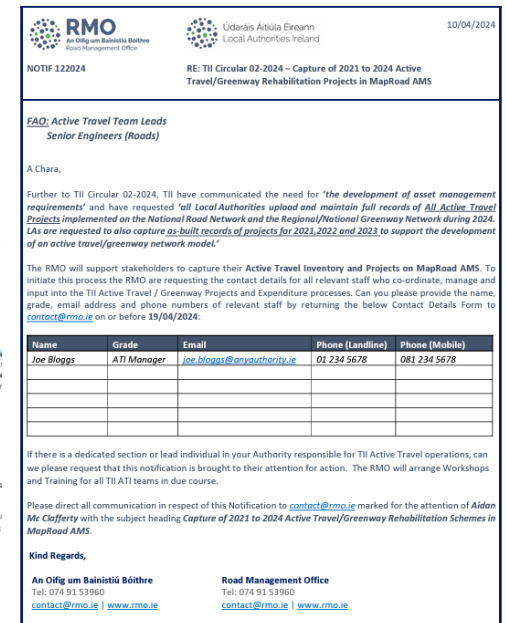 RMO
An Oifig um Bainistiú Bóithre
Road Management Office
Údaráis Áitiúla Éireann
Local Authorities Ireland
10/04/2024
NOTIF 122024
RE: TII Circular 02-2024 – Capture of 2021 to 2024 Active
Travel/Greenway Rehabilitation Projects in MapRoad AMS
FAO: Active Travel Team Leads
Senior Engineers (Roads)
A Chara,
Further to TII Circular 02-2024, TII have communicated the need for ‘the development of asset management
requirements’ and have requested ‘all Local Authorities upload and maintain full records of All Active Travel
Projects implemented on the National Road Network and the Regional/National Greenway Network during 2024.
LAs are requested to also capture as-built records of projects for 2021,2022 and 2023 to support the development
of an active travel/greenway network model.’
The RMO will support stakeholders to capture their Active Travel Inventory and Projects on MapRoad AMS. To
initiate this process the RMO are requesting the contact details for all relevant staff who co-ordinate, manage and
input into the TII Active Travel / Greenway Projects and Expenditure processes. Can you please provide the name,
grade, email address and phone numbers of relevant staff by returning the below Contact Details Form to
contact@rmo.ie on or before 19/04/2024:
Name Grade Email Phone (Landline) Phone (Mobile)
Joe Bloggs ATI Manager joe.bloggs@anyauthority.ie 01 234 5678 081 234 5678
If there is a dedicated section or lead individual in your Authority responsible for TII Active Travel operations, can
we please request that this notification is brought to their attention for action. The RMO will arrange Workshops
and Training for all TII ATI teams in due course.
Please direct all communication in respect of this Notification to contact@rmo.ie marked for the attention of Aidan
Mc Clafferty with the subject heading Capture of 2021 to 2024 Active Travel/Greenway Rehabilitation Schemes in
MapRoad AMS.
Kind Regards,
An Oifig um Bainistiú Bóithre Road Management Office
Tel: 074 91 53960 Tel: 074 91 53960
contact@rmo.ie | www.rmo.ie contact@rmo.ie | www.rmo.ie